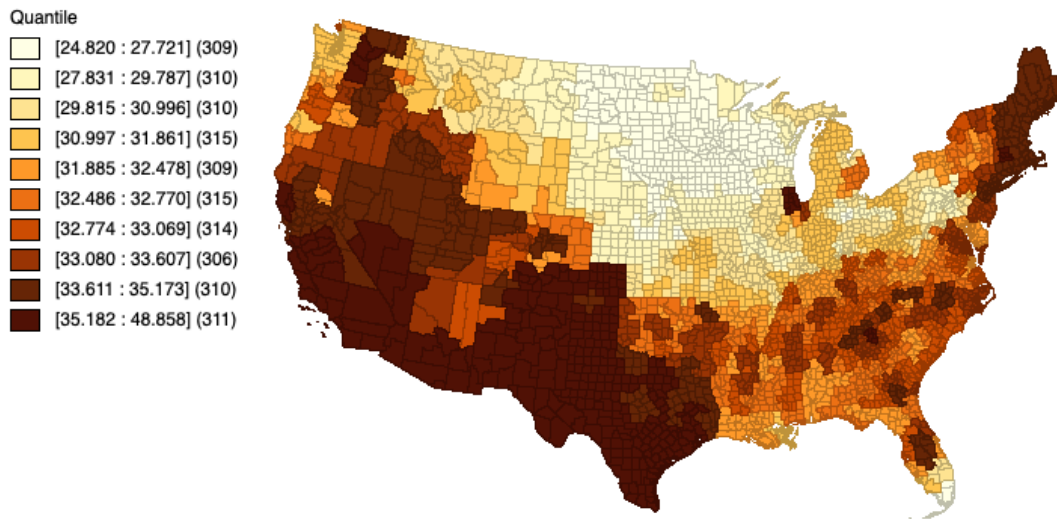 Quantile
[24.820 : 27.721] (309)
[27.831 : 29.787] (310)
[29.815 : 30.996] (310)
[30.997 : 31.861] (315)
[31.885 : 32.478] (309)
[32.486 : 32.770] (315)
[32.774 : 33.069] (314)
[33.080 : 33.607] (306)
[33.611 : 35.173] (310)
[35.182 : 48.858] (311)